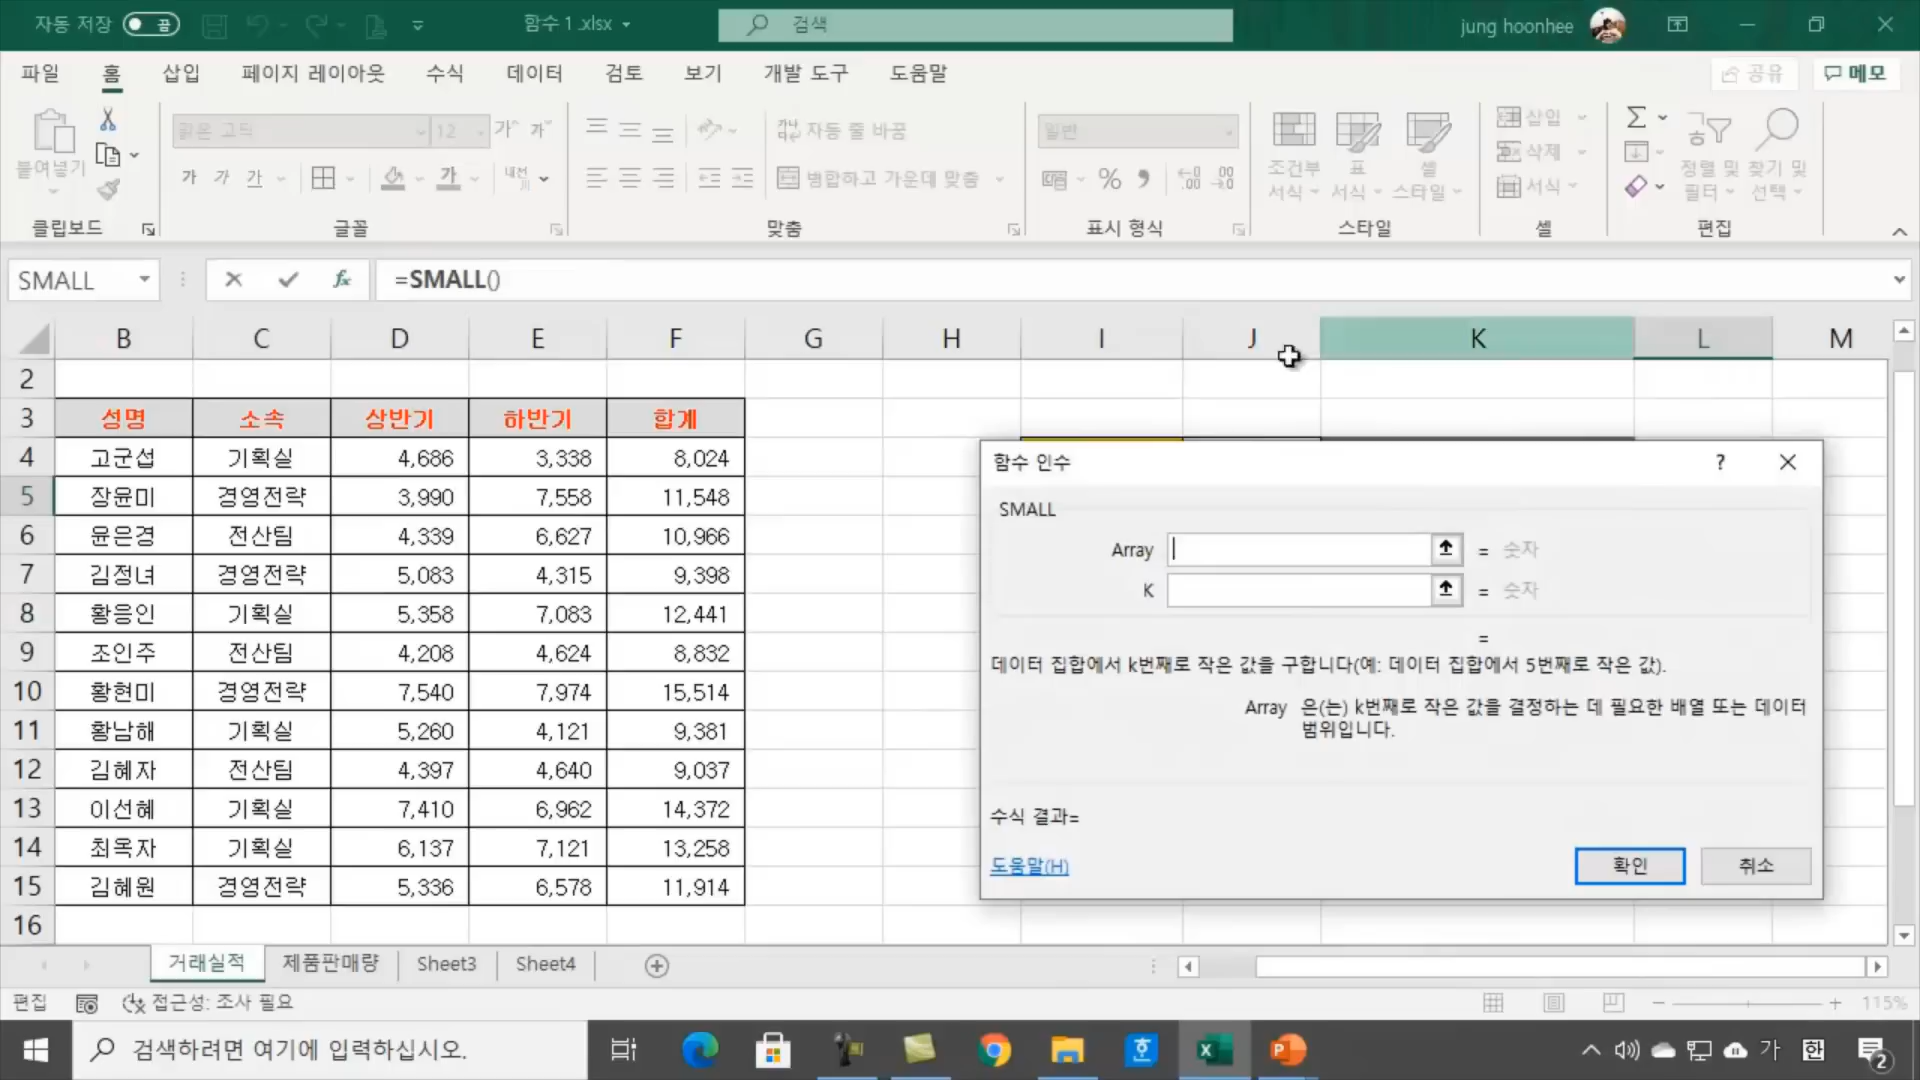 자동 저장 끔 함수 1 .xlsx 검색 jung hoonhee
파일 홈 삽입 페이지 레이아웃 수식 데이터 검토 보기 개발 도구 도움말 공유 메모
붙여넣기 맑은 고딕 12 가 가 자동 줄 바꿈 일반 조건부 서식 표 서식 셀 스타일 삽입 정렬 및 필터 찾기 및 선택
가 가 가 가 내천 병합하고 가운데 맞춤 % 삭제
서식
클립보드 글꼴 맞춤 표시 형식 스타일 셀 편집
SMALL fx =SMALL()
B C D E F G H I J K L M
2
3 성명 소속 상반기 하반기 합계
4 고군섭 기획실 4,686 3,338 8,024
5 장윤미 경영전략 3,990 7,558 11,548
6 윤은경 전산팀 4,339 6,627 10,966
7 김정녀 경영전략 5,083 4,315 9,398
8 황응인 기획실 5,358 7,083 12,441
9 조인주 전산팀 4,208 4,624 8,832
10 황현미 경영전략 7,540 7,974 15,514
11 황남해 기획실 5,260 4,121 9,381
12 김혜자 전산팀 4,397 4,640 9,037
13 이선혜 기획실 7,410 6,962 14,372
14 최옥자 기획실 6,137 7,121 13,258
15 김혜원 경영전략 5,336 6,578 11,914
16
함수 인수 ?
SMALL
Array = 숫자
K = 숫자
=
데이터 집합에서 k번째로 작은 값을 구합니다(예: 데이터 집합에서 5번째로 작은 값).
Array 은(는) k번째로 작은 값을 결정하는 데 필요한 배열 또는 데이터
범위입니다.
수식 결과=
도움말(H) 확인 취소
거래실적 제품판매량 Sheet3 Sheet4
편집 접근성: 조사 필요 115%
검색하려면 여기에 입력하십시오. 가 한 2